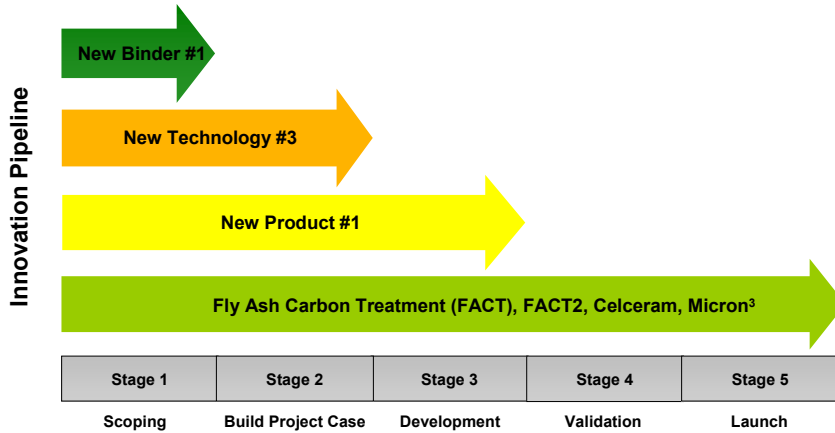 Innovation Pipeline
New Binder #1
New Technology #3
New Product #1
Fly Ash Carbon Treatment (FACT), FACT2, Celceram, Micron³
Stage 1 Stage 2 Stage 3 Stage 4 Stage 5
Scoping Build Project Case Development Validation Launch